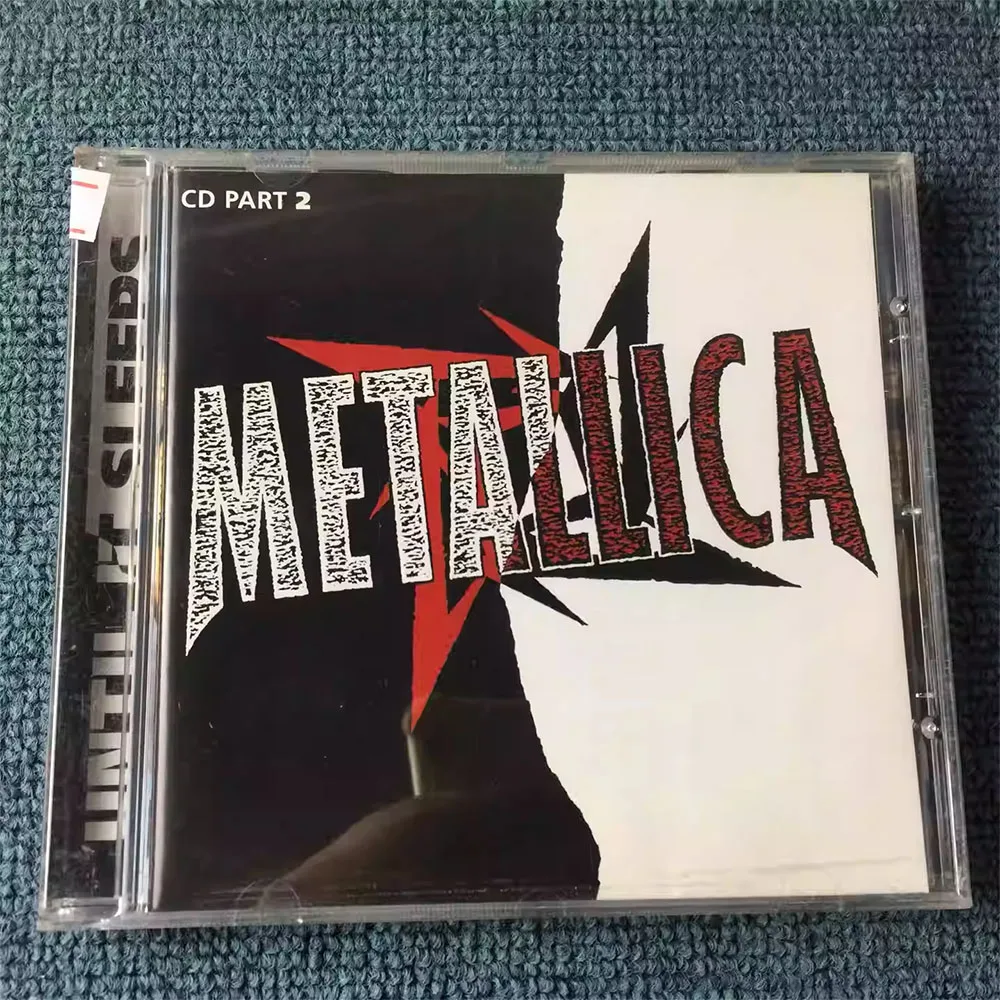 CD PART 2
METALLICA
UNTIL IT SLEEPS